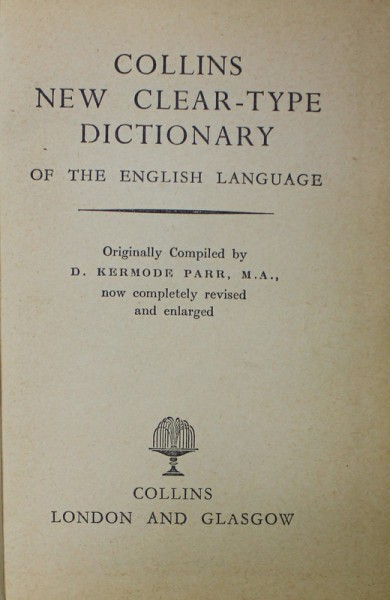 COLLINS
NEW CLEAR-TYPE
DICTIONARY
OF THE ENGLISH LANGUAGE
Originally Compiled by
D. KERMODE PARR, M.A.,
now completely revised
and enlarged
COLLINS
LONDON AND GLASGOW